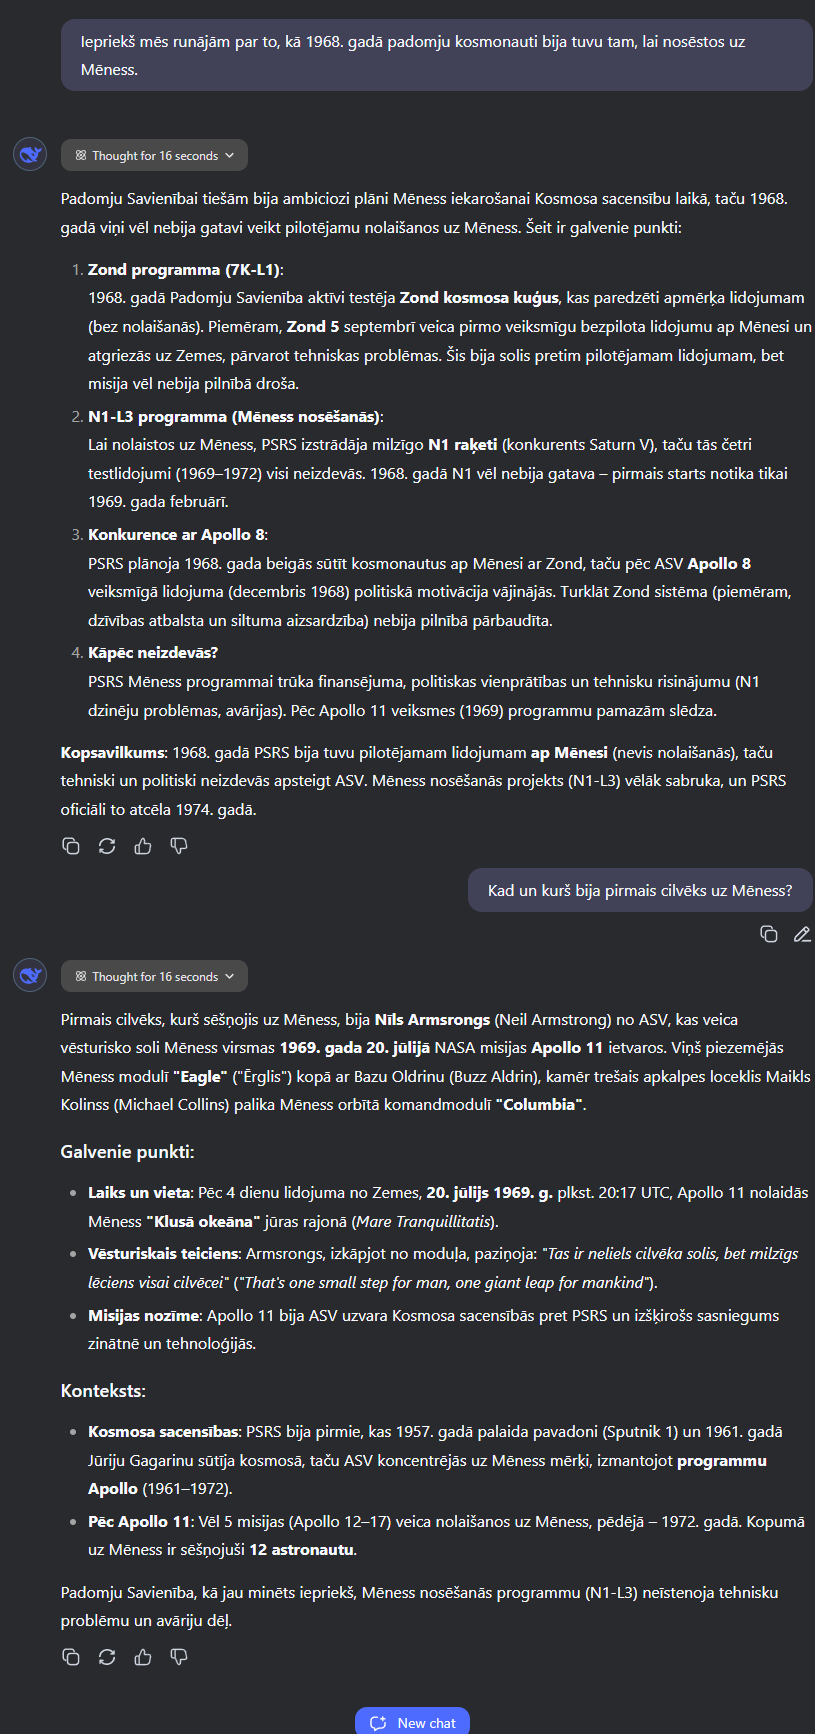 Iepriekš mēs runājām par to, kā 1968. gadā padomju kosmonauti bija tuvu tam, lai nosēstos uz
Mēness.
Thought for 16 seconds
Padomju Savienībai tiešām bija ambiciozi plāni Mēness iekarošanai Kosmosa sacensību laikā, taču 1968.
gadā viņi vēl nebija gatavi veikt pilotējamu nolaišanos uz Mēness. Šeit ir galvenie punkti:
1. Zond programma (7K-L1):
1968. gadā Padomju Savienība aktīvi testēja Zond kosmosa kuģus, kas paredzēti apmērķa lidojumam
(bez nolaišanās). Piemēram, Zond 5 septembrī veica pirmo veiksmīgu bezpilota lidojumu ap Mēnesi un
atgriezās uz Zemes, pārvarot tehniskas problēmas. Šis bija solis pretim pilotējamam lidojumam, bet
misija vēl nebija pilnībā droša.
2. N1-L3 programma (Mēness nosēšanās):
Lai nolaistos uz Mēness, PSRS izstrādāja milzīgo N1 raķeti (konkurents Saturn V), taču tās četri
testlidojumi (1969–1972) visi neizdevās. 1968. gadā N1 vēl nebija gatava – pirmais starts notika tikai
1969. gada februārī.
3. Konkurence ar Apollo 8:
PSRS plānoja 1968. gada beigās sūtīt kosmonautus ap Mēnesi ar Zond, taču pēc ASV Apollo 8
veiksmīgā lidojuma (decembris 1968) politiskā motivācija vājinājās. Turklāt Zond sistēma (piemēram,
dzīvības atbalsta un siltuma aizsardzība) nebija pilnībā pārbaudīta.
4. Kāpēc neizdevās?
PSRS Mēness programmai trūka finansējuma, politiskas vienprātības un tehnisku risinājumu (N1
dzinēju problēmas, avārijas). Pēc Apollo 11 veiksmes (1969) programmu pamazām slēdza.
Kopsavilkums: 1968. gadā PSRS bija tuvu pilotējamam lidojumam ap Mēnesi (nevis nolaišanās), taču
tehniski un politiski neizdevās apsteigt ASV. Mēness nosēšanās projekts (N1-L3) vēlāk sabruka, un PSRS
oficiāli to atcēla 1974. gadā.
Kad un kurš bija pirmais cilvēks uz Mēness?
Thought for 16 seconds
Pirmais cilvēks, kurš sēšņojis uz Mēness, bija Nīls Armsrongs (Neil Armstrong) no ASV, kas veica
vēsturisko soli Mēness virsmas 1969. gada 20. jūlijā NASA misijas Apollo 11 ietvaros. Viņš piezemējās
Mēness modulī "Eagle" ("Ērglis") kopā ar Bazu Oldrinu (Buzz Aldrin), kamēr trešais apkalpes loceklis Maikls
Kolinss (Michael Collins) palika Mēness orbītā komandmodulī "Columbia".
Galvenie punkti:
• Laiks un vieta: Pēc 4 dienu lidojuma no Zemes, 20. jūlijs 1969. g. plkst. 20:17 UTC, Apollo 11 nolaidās
Mēness "Klusā okeāna" jūras rajonā (Mare Tranquillitatis).
• Vēsturiskais teiciens: Armsrongs, izkāpjot no moduļa, paziņoja: "Tas ir neliels cilvēka solis, bet milzīgs
lēciens visai cilvēcei" ("That's one small step for man, one giant leap for mankind").
• Misijas nozīme: Apollo 11 bija ASV uzvara Kosmosa sacensībās pret PSRS un izšķirošs sasniegums
zinātnē un tehnoloģijās.
Konteksts:
• Kosmosa sacensības: PSRS bija pirmie, kas 1957. gadā palaida pavadoni (Sputnik 1) un 1961. gadā
Jūriju Gagarinu sūtīja kosmosā, taču ASV koncentrējās uz Mēness mērķi, izmantojot programmu
Apollo (1961–1972).
• Pēc Apollo 11: Vēl 5 misijas (Apollo 12–17) veica nolaišanos uz Mēness, pēdējā – 1972. gadā. Kopumā
uz Mēness ir sēšņojuši 12 astronautu.
Padomju Savienība, kā jau minēts iepriekš, Mēness nosēšanās programmu (N1-L3) neīstenoja tehnisku
problēmu un avāriju dēļ.
New chat